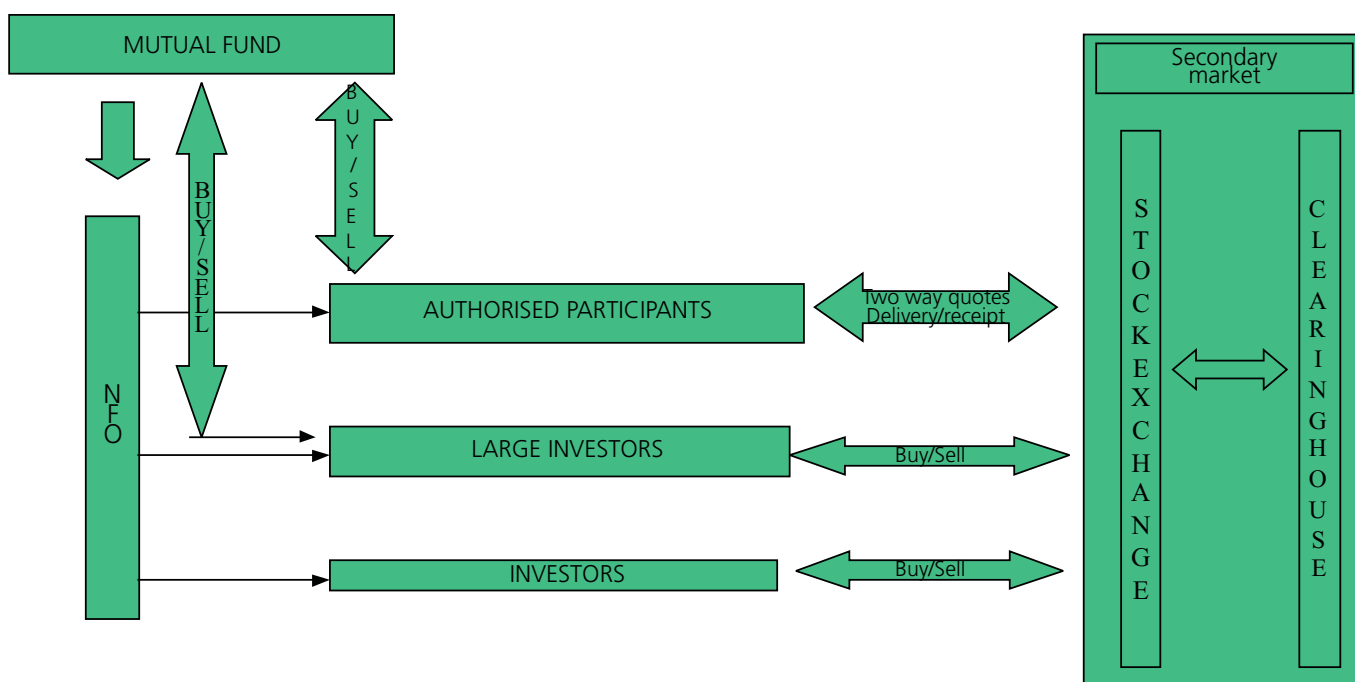 MUTUAL FUND
Secondary
market
BUY/SELL
BUY/SELL
NFO
AUTHORISED PARTICIPANTS
Two way quotes
Delivery/receipt
LARGE INVESTORS
Buy/Sell
INVESTORS
Buy/Sell
STOCKEXCHANGE
CLEARINGHOUSE